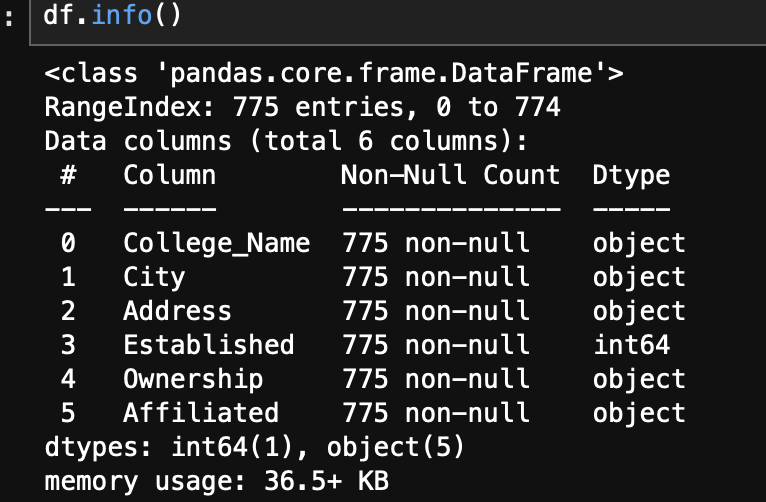 : df.info()
<class 'pandas.core.frame.DataFrame'>
RangeIndex: 775 entries, 0 to 774
Data columns (total 6 columns):
 #   Column        Non-Null Count  Dtype
---  ------        --------------  -----
 0   College_Name  775 non-null    object
 1   City          775 non-null    object
 2   Address       775 non-null    object
 3   Established   775 non-null    int64
 4   Ownership     775 non-null    object
 5   Affiliated    775 non-null    object
dtypes: int64(1), object(5)
memory usage: 36.5+ KB